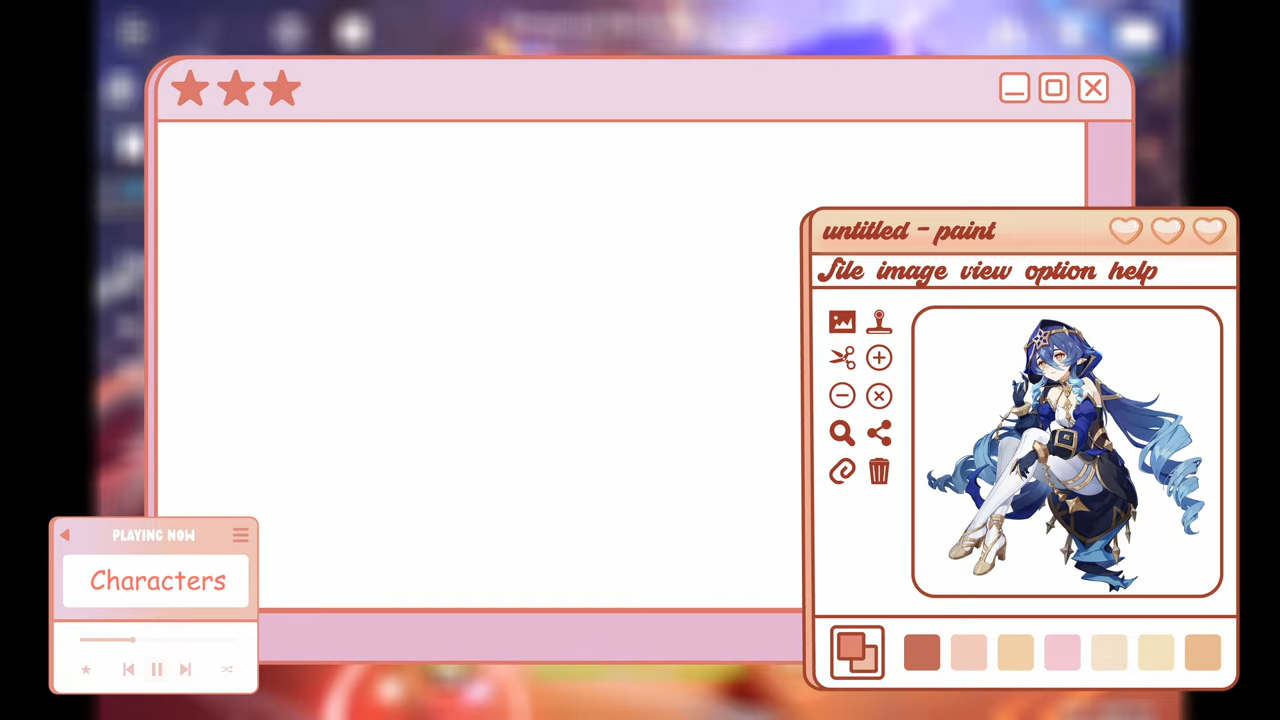 untitled - paint
file image view option help
PLAYING NOW
Characters